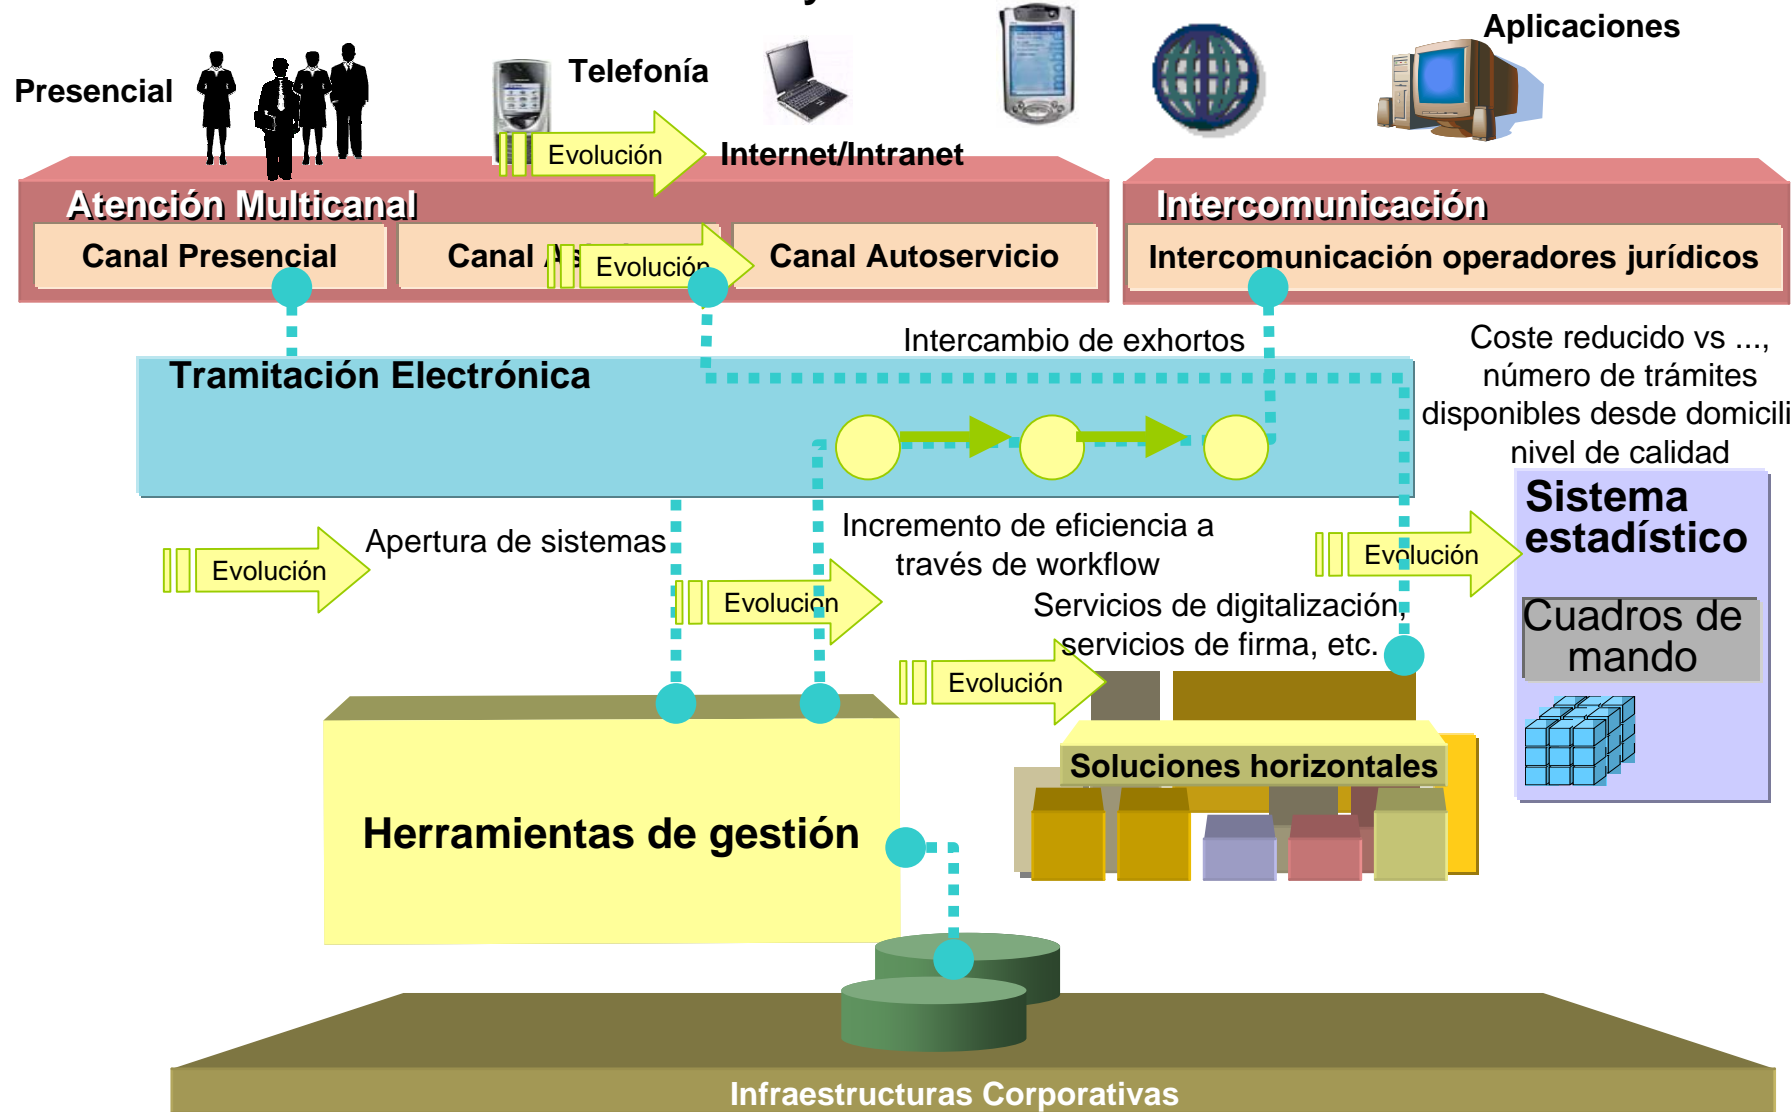 y
Aplicaciones
Telefonía
Presencial
Evolución
Internet/Intranet
Atención Multicanal
Intercomunicación
Canal Presencial
Canal
Evolución
Canal Autoservicio
Intercomunicación operadores jurídicos
Intercambio de exhortos
Coste reducido vs ...,
número de trámites
disponibles desde domicili
nivel de calidad
Tramitación Electrónica
Sistema
estadístico
Apertura de sistemas
Incremento de eficiencia a
través de workflow
Evolución
Evolución
Evolución
Servicios de digitalización,
servicios de firma, etc.
Cuadros de
mando
Evolución
Soluciones horizontales
Herramientas de gestión
Infraestructuras Corporativas